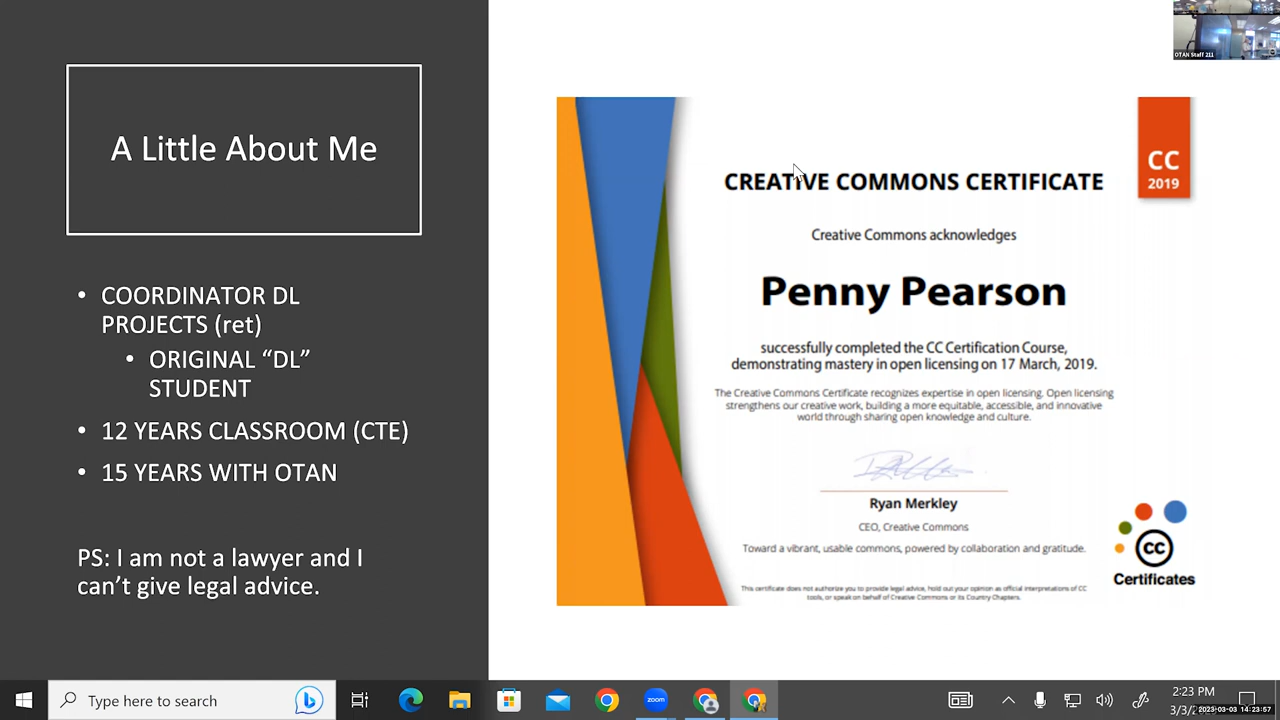 OTAN Staff 211
A Little About Me
• COORDINATOR DL
PROJECTS (ret)
• ORIGINAL “DL”
STUDENT
• 12 YEARS CLASSROOM (CTE)
• 15 YEARS WITH OTAN
PS: I am not a lawyer and I
can’t give legal advice.
CC
2019
CREATIVE COMMONS CERTIFICATE
Creative Commons acknowledges
Penny Pearson
successfully completed the CC Certification Course,
demonstrating mastery in open licensing on 17 March, 2019.
The Creative Commons Certificate recognizes expertise in open licensing. Open licensing
strengthens our creative work, building a more equitable, accessible, and innovative
world through sharing open knowledge and culture.
Ryan Merkley
CEO, Creative Commons
Toward a vibrant, usable commons, powered by collaboration and gratitude.
This certificate does not authorize you to provide legal advice, hold out your opinion as official interpretations of CC
tools, or speak on behalf of Creative Commons or its Country Chapters.
CC
Certificates
Type here to search
zoom
2:23 PM
3/3/2
2023-03-03 14:23:57